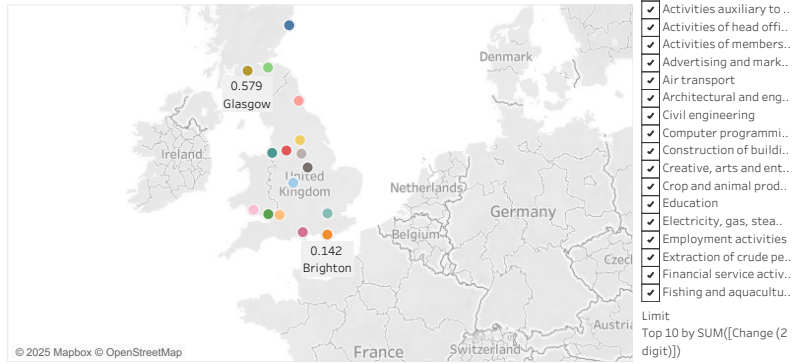 Denmark
0.579
Glasgow
Ireland
United
Kingdom
Netherlands
Germany
Belgium
0.142
Brighton
Czec
Austria
France
Switzerland
© 2025 Mapbox © OpenStreetMap
Activities auxiliary to ..
Activities of head offi..
Activities of members..
Advertising and mark..
Air transport
Architectural and eng..
Civil engineering
Computer programmi..
Construction of buildi..
Creative, arts and ent..
Crop and animal prod..
Education
Electricity, gas, stea..
Employment activities
Extraction of crude pe..
Financial service activ..
Fishing and aquacultu..
Limit
Top 10 by SUM([Change (2
digit)])